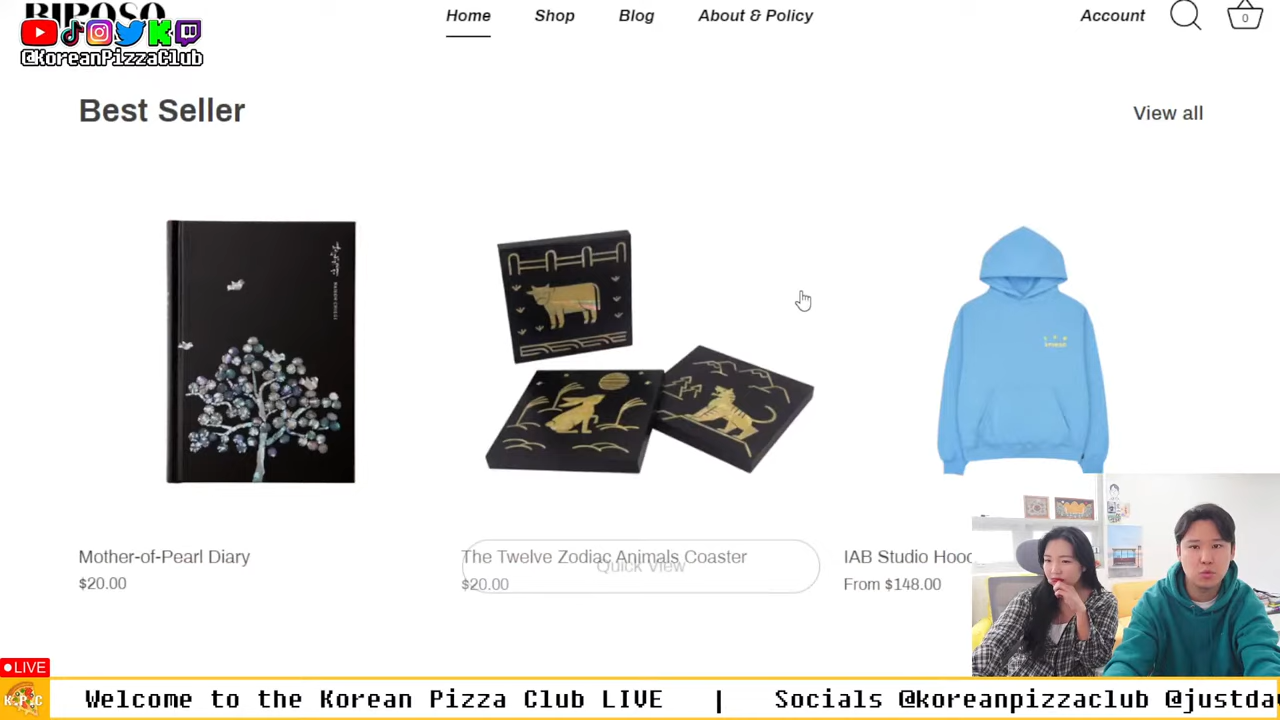 RIPOSO
Home Shop Blog About & Policy Account
0
@KoreanPizzaClub
Best Seller
View all
Mother-of-Pearl Diary
$20.00
The Twelve Zodiac Animals Coaster
Quick View
$20.00
IAB Studio Hood
From $148.00
LIVE
K P C
Welcome to the Korean Pizza Club LIVE | Socials @koreanpizzaclub @justda